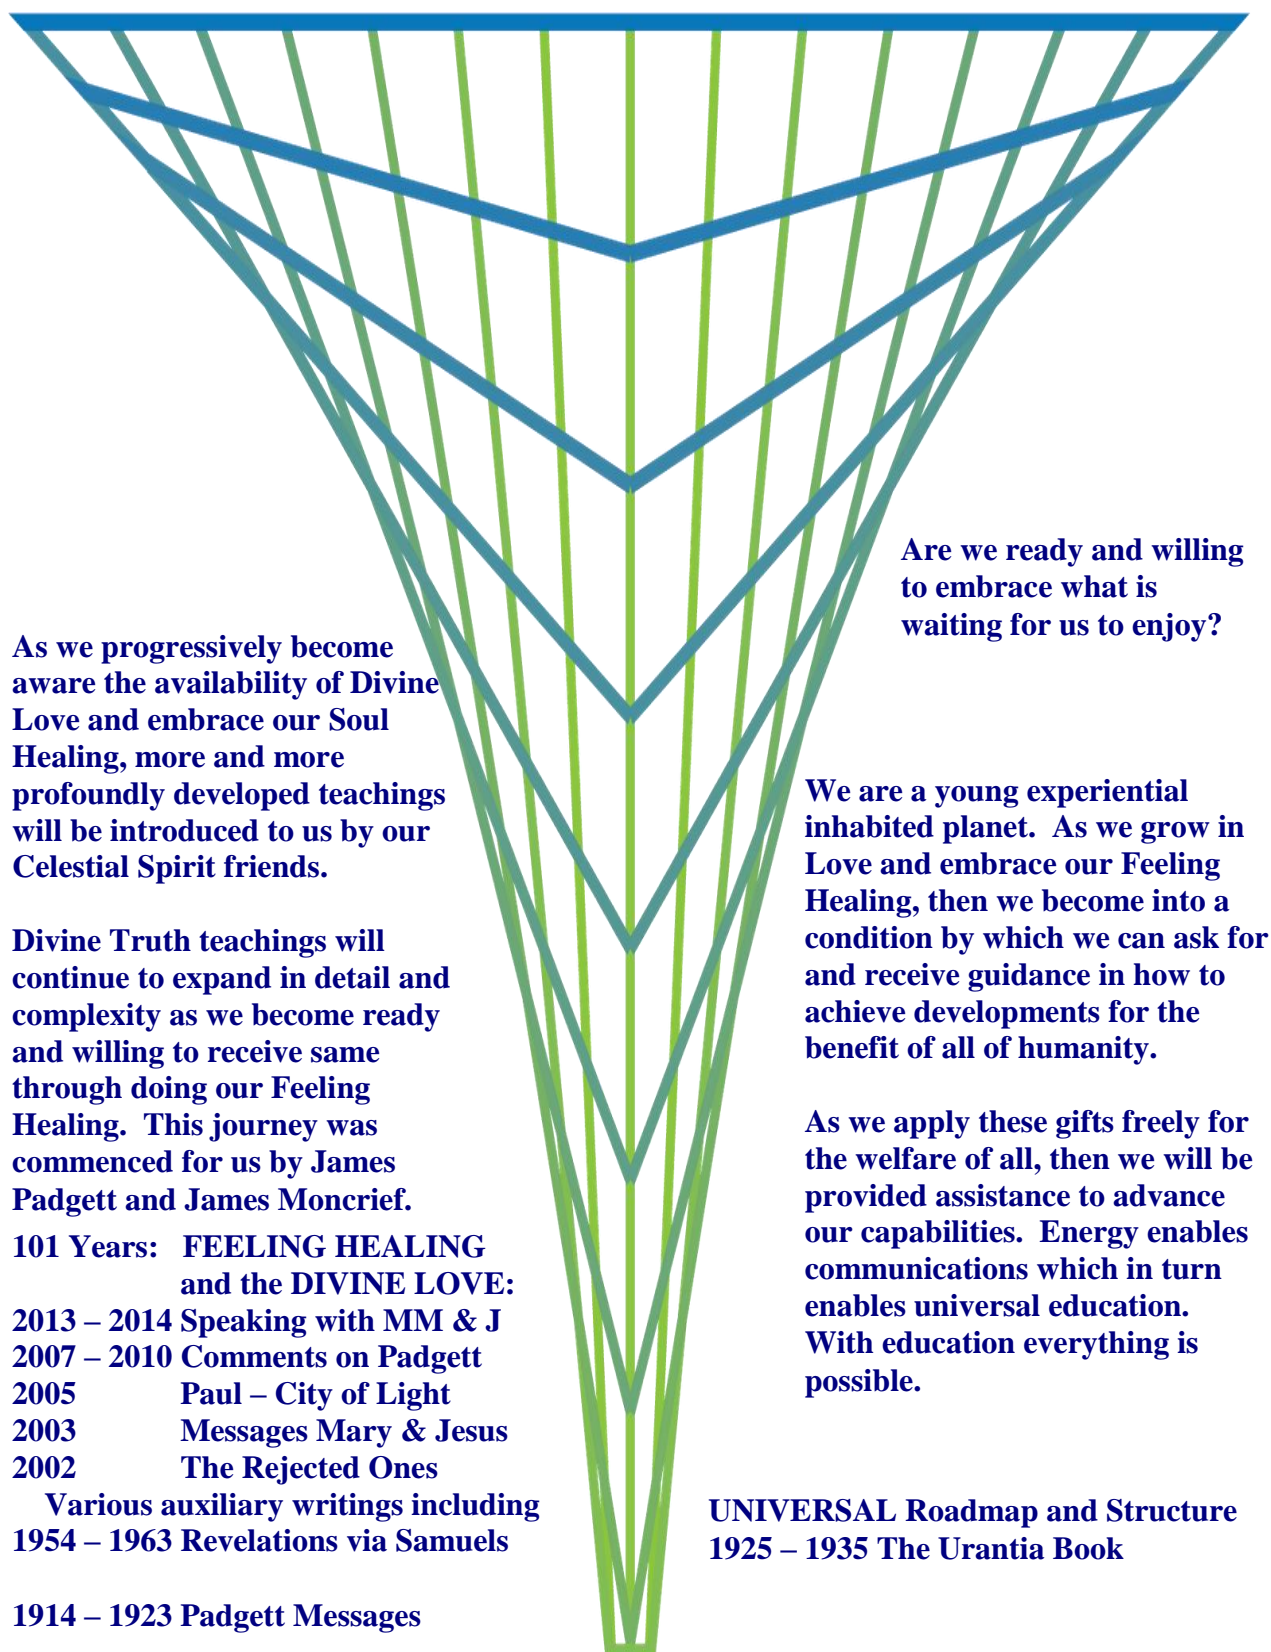 Are we ready and willing
to embrace what is
waiting for us to enjoy?
As we progressively become
aware the availability of Divine
Love and embrace our Soul
Healing, more and more
profoundly developed teachings
will be introduced to us by our
Celestial Spirit friends.
Divine Truth teachings will
continue to expand in detail and
complexity as we become ready
and willing to receive same
through doing our Feeling
Healing.  This journey was
commenced for us by James
Padgett and James Moncrief.
101 Years:   FEELING HEALING
and the DIVINE LOVE:
2013 – 2014 Speaking with MM & J
2007 – 2010 Comments on Padgett
2005 Paul – City of Light
2003 Messages Mary & Jesus
2002 The Rejected Ones
Various auxiliary writings including
1954 – 1963 Revelations via Samuels
1914 – 1923 Padgett Messages
We are a young experiential
inhabited planet.  As we grow in
Love and embrace our Feeling
Healing, then we become into a
condition by which we can ask for
and receive guidance in how to
achieve developments for the
benefit of all of humanity.
As we apply these gifts freely for
the welfare of all, then we will be
provided assistance to advance
our capabilities.  Energy enables
communications which in turn
enables universal education.
With education everything is
possible.
UNIVERSAL Roadmap and Structure
1925 – 1935 The Urantia Book